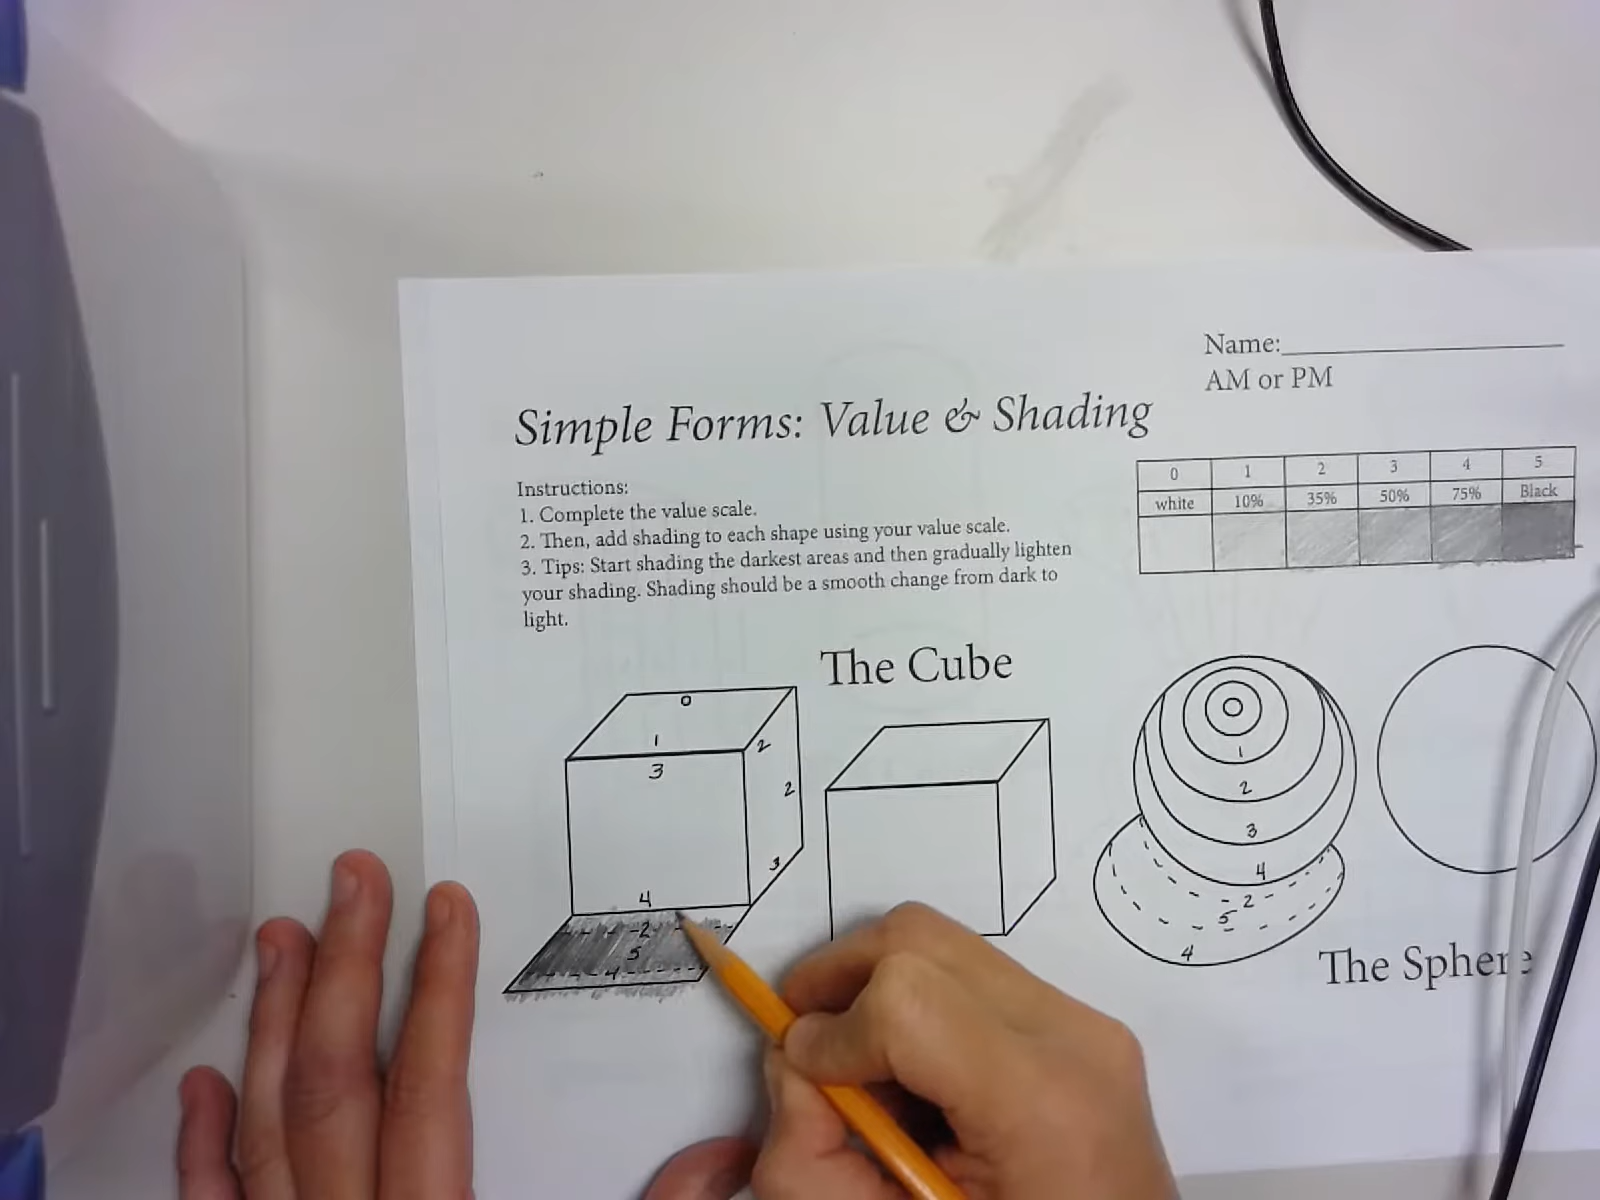 Name:
AM or PM
Simple Forms: Value & Shading
Instructions:
1. Complete the value scale.
2. Then, add shading to each shape using your value scale.
3. Tips: Start shading the darkest areas and then gradually lighten
your shading. Shading should be a smooth change from dark to
light.
0 1 2 3 4 5
white 10% 35% 50% 75% Black
The Cube
0
1
3
2
2
3
4
2
5
4
1
2
3
4
2
5
4
The Sphere